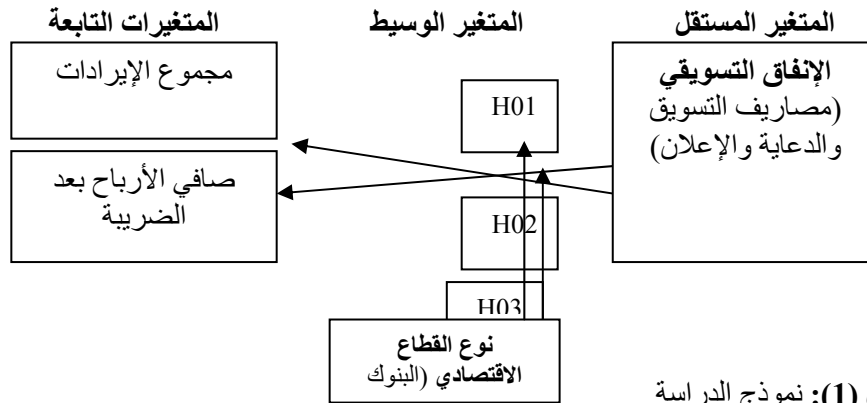 المتغير المستقل
المتغير الوسيط
المتغيرات التابعة
الإنفاق التسويقي
(مصاريف التسويق
والدعاية والإعلان)
H01
H02
H03
مجموع الإيرادات
صافي الأرباح بعد
الضريبة
نوع القطاع
الاقتصادي (البنوك
(1): نموذج الدراسة